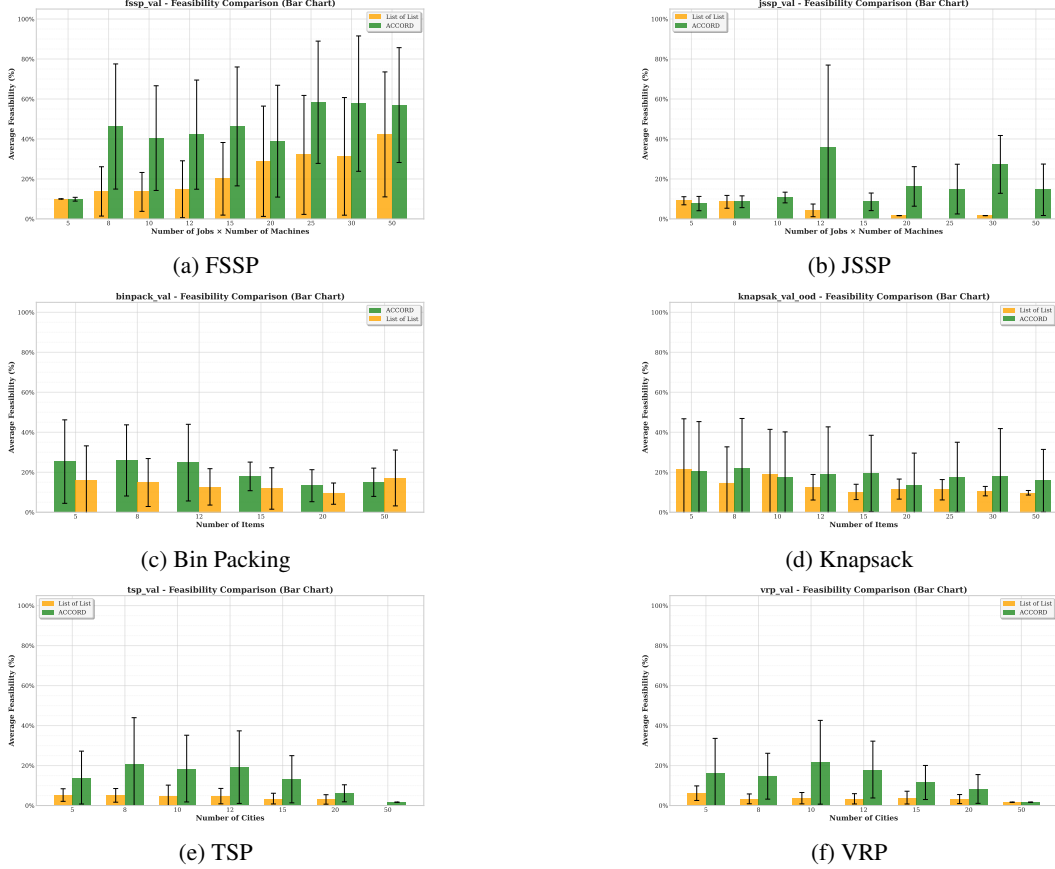 fssp_val - Feasibility Comparison (Bar Chart)
List of List
ACCORD
100%
80%
60%
40%
20%
0%
Average Feasibility (%)
5 8 10 12 15 20 25 30 50
Number of Jobs × Number of Machines
(a) FSSP
jssp_val - Feasibility Comparison (Bar Chart)
List of List
ACCORD
100%
80%
60%
40%
20%
0%
Average Feasibility (%)
5 8 10 12 15 20 25 30 50
Number of Jobs × Number of Machines
(b) JSSP
binpack_val - Feasibility Comparison (Bar Chart)
ACCORD
List of List
100%
80%
60%
40%
20%
0%
Average Feasibility (%)
5 8 12 15 20 50
Number of Items
(c) Bin Packing
knapsak_val_ood - Feasibility Comparison (Bar Chart)
List of List
ACCORD
100%
80%
60%
40%
20%
0%
Average Feasibility (%)
5 8 10 12 15 20 25 30 50
Number of Items
(d) Knapsack
tsp_val - Feasibility Comparison (Bar Chart)
List of List
ACCORD
100%
80%
60%
40%
20%
0%
Average Feasibility (%)
5 8 10 12 15 20 50
Number of Cities
(e) TSP
vrp_val - Feasibility Comparison (Bar Chart)
List of List
ACCORD
100%
80%
60%
40%
20%
0%
Average Feasibility (%)
5 8 10 12 15 20 50
Number of Cities
(f) VRP